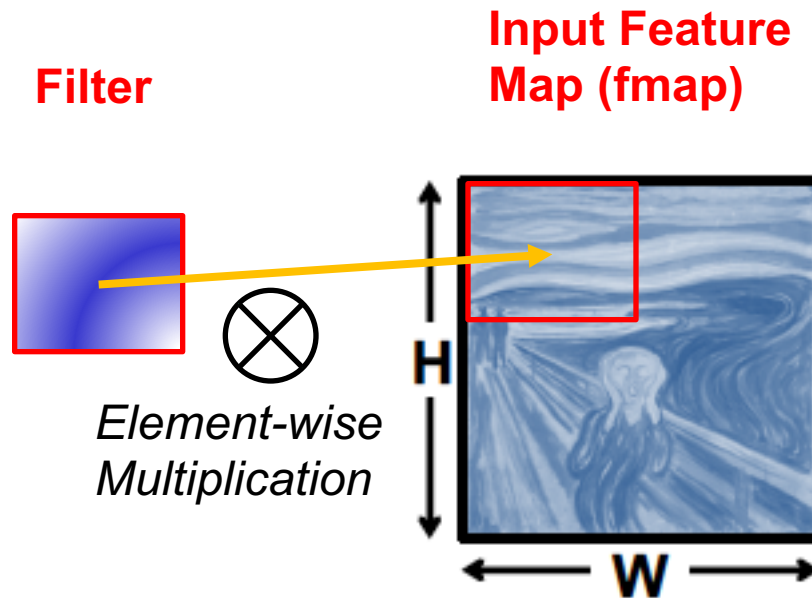 Filter
Input Feature
Map (fmap)
H
Element-wise
Multiplication
W